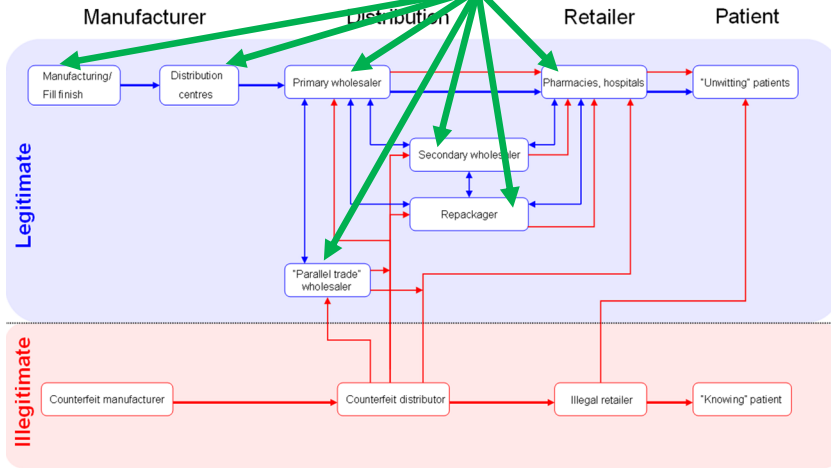 Manufacturer
Distribution
Retailer
Patient
Legitimate
Manufacturing/
Fill finish
Distribution
centres
Primary wholesaler
Pharmacies, hospitals
"Unwitting" patients
Secondary wholesaler
Repackager
"Parallel trade"
wholesaler
Illegitimate
Counterfeit manufacturer
Counterfeit distributor
Illegal retailer
"Knowing" patient